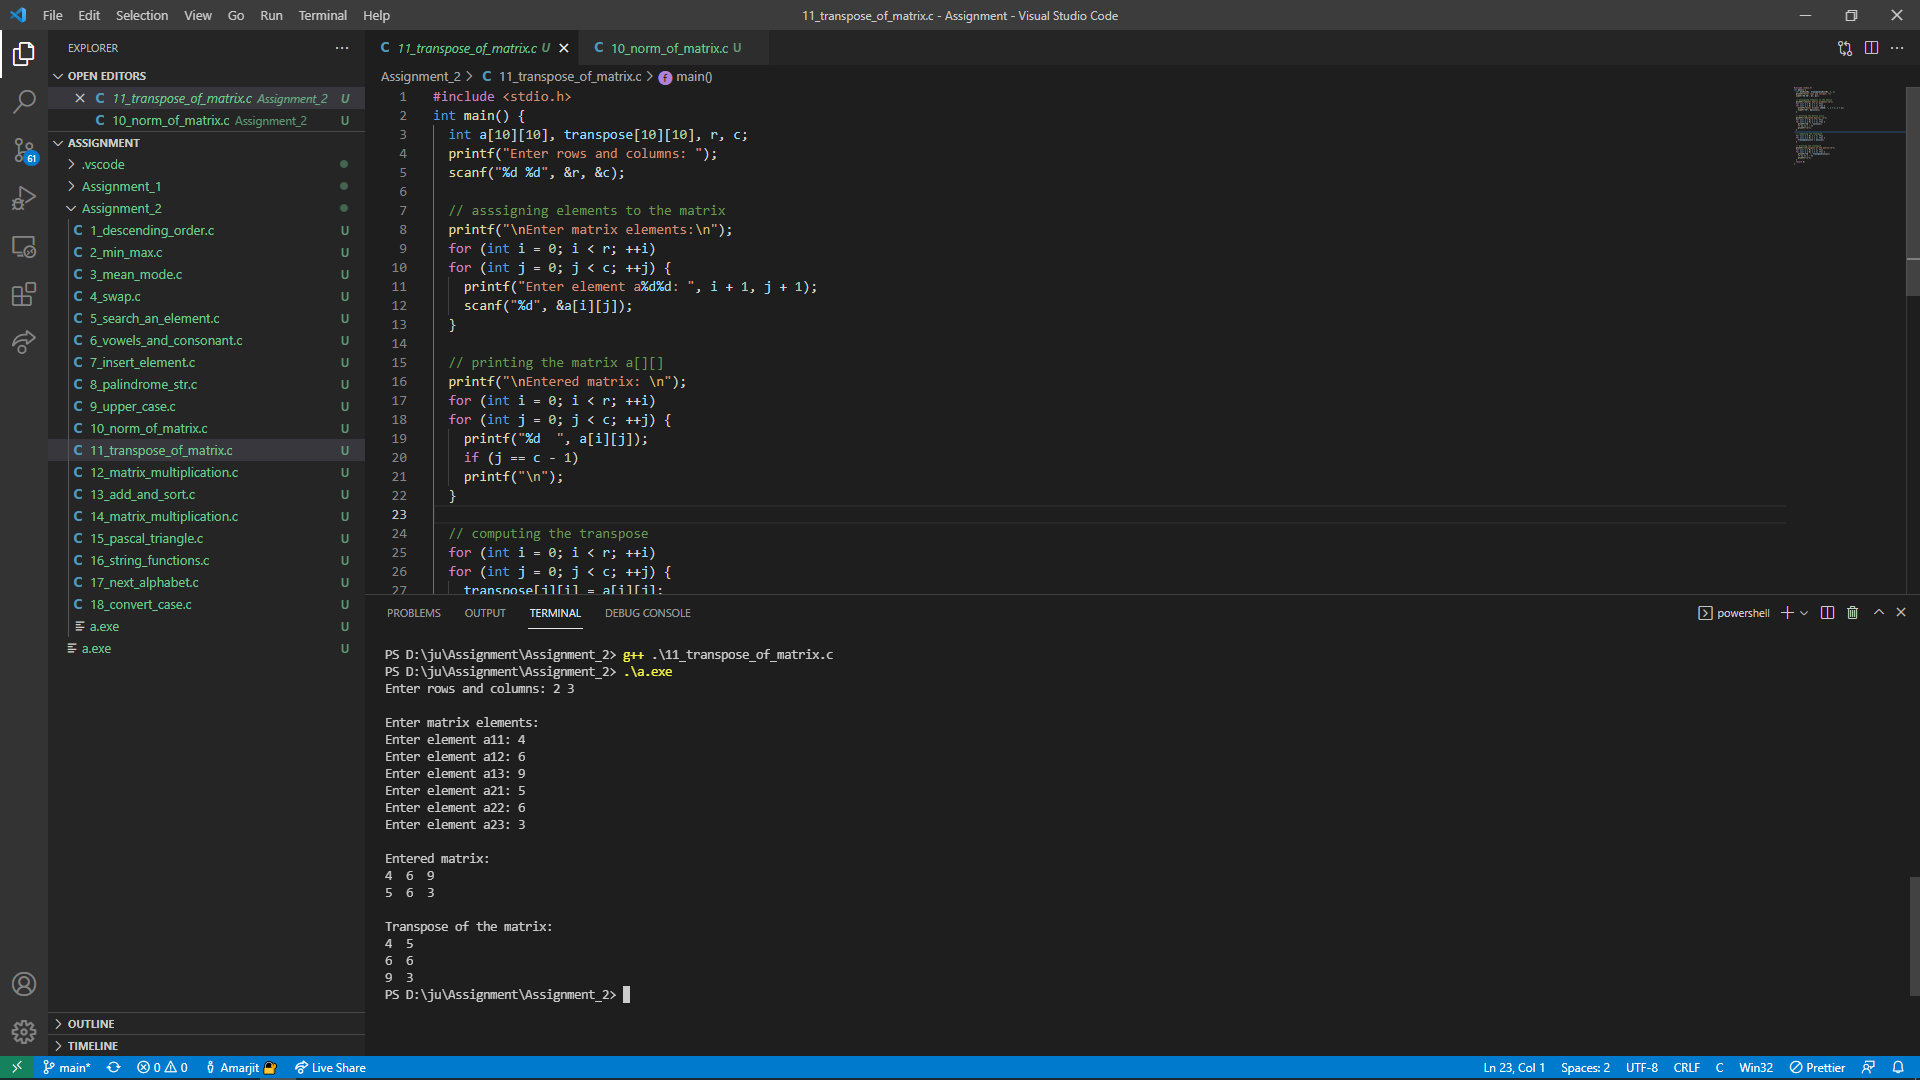 File Edit Selection View Go Run Terminal Help
11_transpose_of_matrix.c - Assignment - Visual Studio Code
EXPLORER
OPEN EDITORS
11_transpose_of_matrix.c Assignment_2 U
10_norm_of_matrix.c Assignment_2 U
ASSIGNMENT
.vscode
Assignment_1
Assignment_2
C 1_descending_order.c U
C 2_min_max.c U
C 3_mean_mode.c U
C 4_swap.c U
C 5_search_an_element.c U
C 6_vowels_and_consonant.c U
C 7_insert_element.c U
C 8_palindrome_str.c U
C 9_upper_case.c U
C 10_norm_of_matrix.c U
C 11_transpose_of_matrix.c U
C 12_matrix_multiplication.c U
C 13_add_and_sort.c U
C 14_matrix_multiplication.c U
C 15_pascal_triangle.c U
C 16_string_functions.c U
C 17_next_alphabet.c U
C 18_convert_case.c U
a.exe U
a.exe U
OUTLINE
TIMELINE
61
C 11_transpose_of_matrix.c U
C 10_norm_of_matrix.c U
Assignment_2 > C 11_transpose_of_matrix.c > main()
1 #include <stdio.h>
2 int main() {
3 int a[10][10], transpose[10][10], r, c;
4 printf("Enter rows and columns: ");
5 scanf("%d %d", &r, &c);
6
7 // asssigning elements to the matrix
8 printf("\nEnter matrix elements:\n");
9 for (int i = 0; i < r; ++i)
10 for (int j = 0; j < c; ++j) {
11 printf("Enter element a%d%d: ", i + 1, j + 1);
12 scanf("%d", &a[i][j]);
13 }
14
15 // printing the matrix a[][]
16 printf("\nEntered matrix: \n");
17 for (int i = 0; i < r; ++i)
18 for (int j = 0; j < c; ++j) {
19 printf("%d  ", a[i][j]);
20 if (j == c - 1)
21 printf("\n");
22 }
23
24 // computing the transpose
25 for (int i = 0; i < r; ++i)
26 for (int j = 0; j < c; ++j) {
27 transpose[j][i] = a[i][j];
PROBLEMS OUTPUT TERMINAL DEBUG CONSOLE
powershell
PS D:\ju\Assignment\Assignment_2> g++ .\11_transpose_of_matrix.c
PS D:\ju\Assignment\Assignment_2> .\a.exe
Enter rows and columns: 2 3
Enter matrix elements:
Enter element a11: 4
Enter element a12: 6
Enter element a13: 9
Enter element a21: 5
Enter element a22: 6
Enter element a23: 3
Entered matrix:
4 6 9
5 6 3
Transpose of the matrix:
4 5
6 6
9 3
PS D:\ju\Assignment\Assignment_2>
main* 0 0 Amarjit Live Share
Ln 23, Col 1 Spaces: 2 UTF-8 CRLF C Win32 Prettier